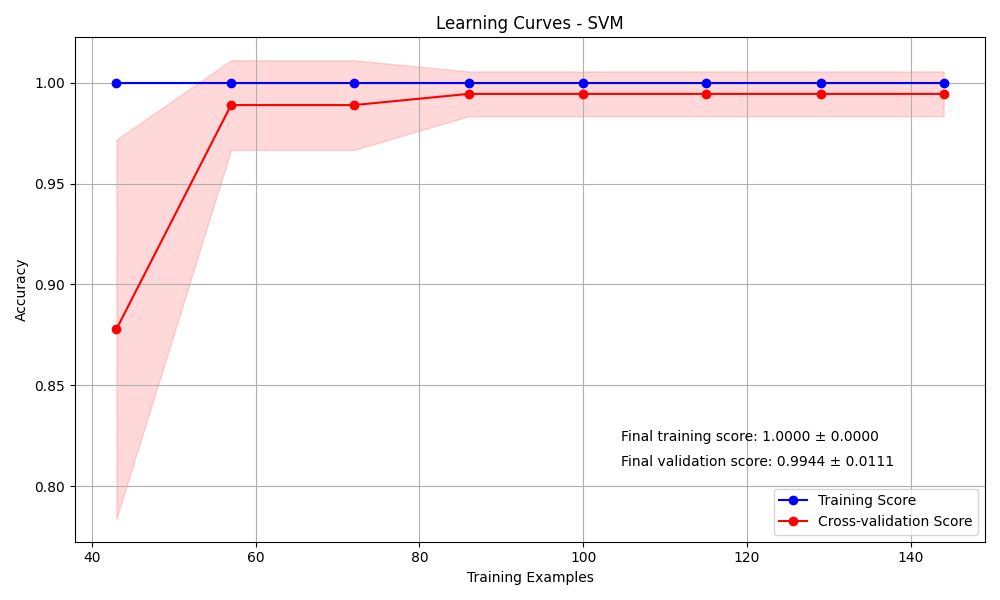 Learning Curves - SVM
1.00
0.95
0.90
0.85
0.80
Accuracy
Final training score: 1.0000 ± 0.0000
Final validation score: 0.9944 ± 0.0111
Training Score
Cross-validation Score
40
60
80
100
120
140
Training Examples